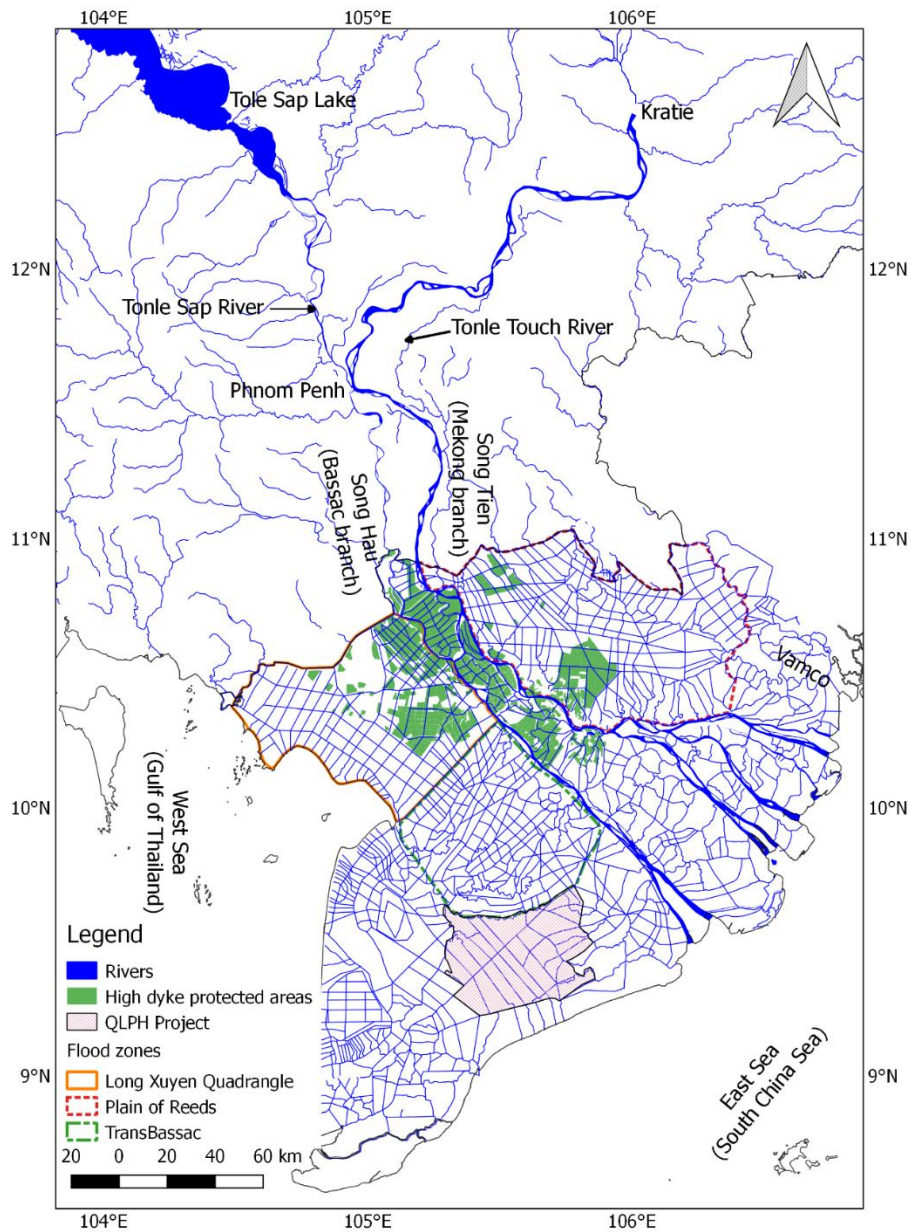 104°E 105°E 106°E
Tole Sap Lake
Kratie
12°N 12°N
Tonle Sap River
Tonle Touch River
Phnom Penh
Song Tien
(Mekong branch)
Song Hau
(Bassac branch)
11°N 11°N
Vamco
West Sea
(Gulf of Thailand)
10°N 10°N
Legend
Rivers
High dyke protected areas
QLPH Project
Flood zones
Long Xuyen Quadrangle
Plain of Reeds
TransBassac
20 0 20 40 60 km
9°N 9°N
East Sea
(South China Sea)
104°E 105°E 106°E